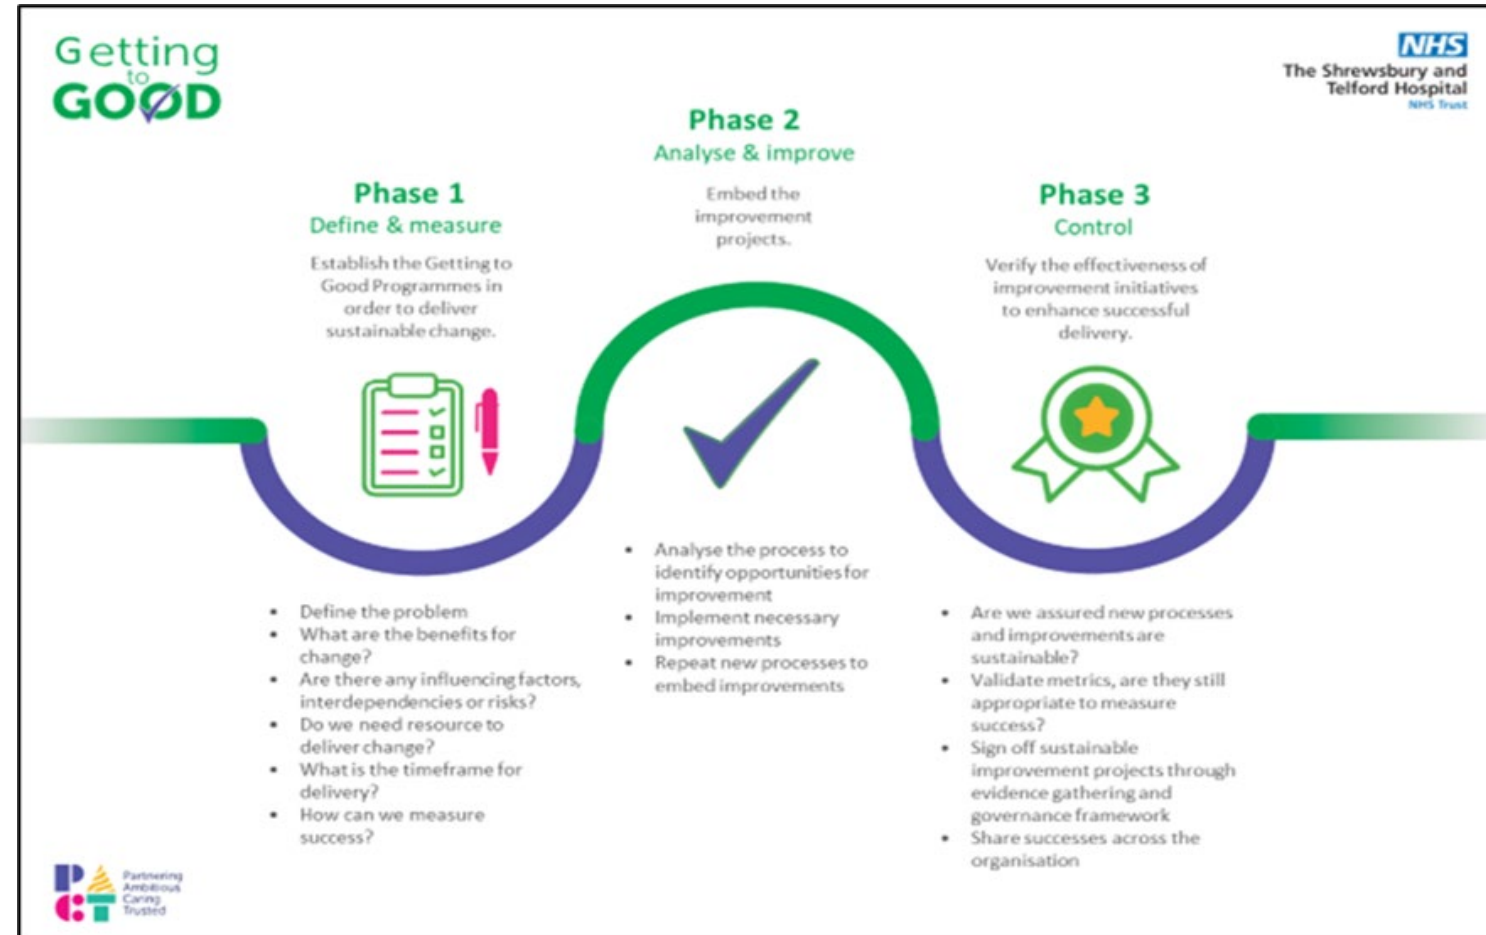 Getting
to
GOOD
NHS
The Shrewsbury and
Telford Hospital
NHS Trust
Phase 1
Define & measure
Establish the Getting to
Good Programmes in
order to deliver
sustainable change.
Phase 2
Analyse & improve
Embed the
improvement
projects.
Phase 3
Control
Verify the effectiveness of
improvement initiatives
to enhance successful
delivery.
• Define the problem
• What are the benefits for
change?
• Are there any influencing factors,
interdependencies or risks?
• Do we need resource to
deliver change?
• What is the timeframe for
delivery?
• How can we measure
success?
• Analyse the process to
identify opportunities for
improvement
• Implement necessary
improvements
• Repeat new processes to
embed improvements
• Are we assured new processes
and improvements are
sustainable?
• Validate metrics, are they still
appropriate to measure
success?
• Sign off sustainable
improvement projects through
evidence gathering and
governance framework
• Share successes across the
organisation
PACT
Partnering
Ambitious
Caring
Trusted